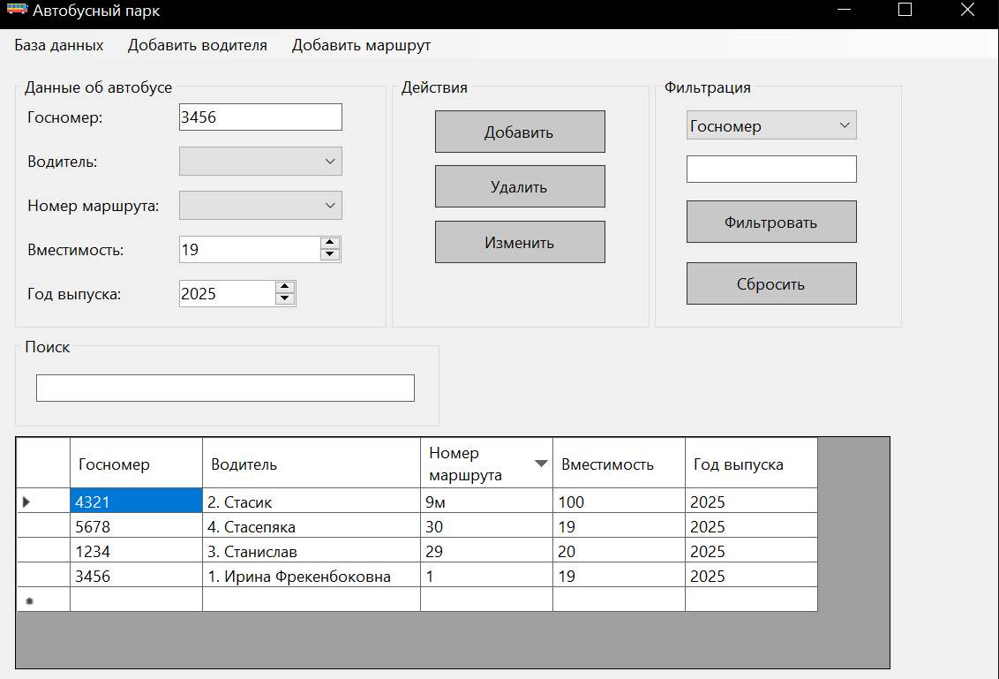 Автобусный парк
База данных Добавить водителя Добавить маршрут
Данные об автобусе
Госномер: 3456
Водитель:
Номер маршрута:
Вместимость: 19
Год выпуска: 2025
Действия
Добавить
Удалить
Изменить
Фильтрация
Госномер
Фильтровать
Сбросить
Поиск
Госномер Водитель Номер маршрута Вместимость Год выпуска
4321 2. Стасик 9м 100 2025
5678 4. Стасепяка 30 19 2025
1234 3. Станислав 29 20 2025
3456 1. Ирина Фрекенбоковна 1 19 2025